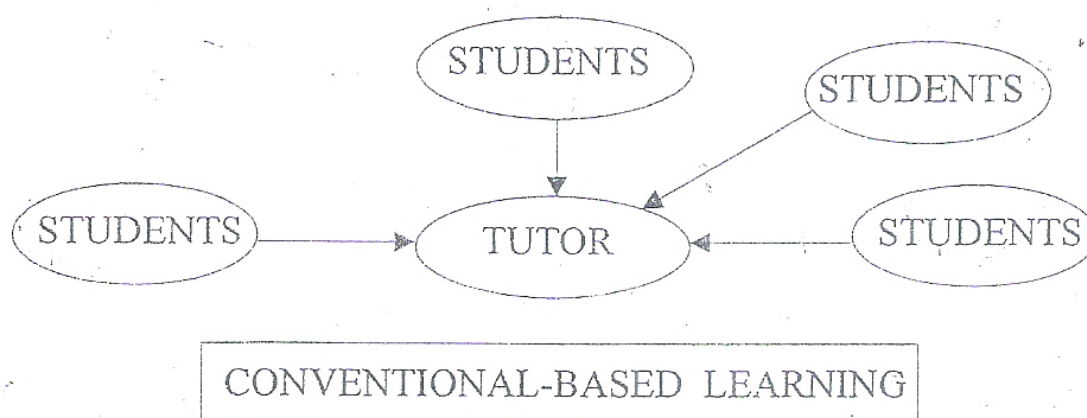 STUDENTS
STUDENTS
STUDENTS
TUTOR
STUDENTS
CONVENTIONAL-BASED LEARNING